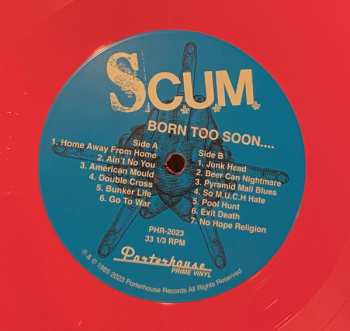 S.C.U.M.
BORN TOO SOON....
Side A
1. Home Away From Home
2. Ain't No You
3. American Mould
4. Double Cross
5. Bunker Life
6. Go To War
Side B
1. Junk Head
2. Beer Can Nightmare
3. Pyramid Mall Blues
4. So M.U.C.H Hate
5. Pool Hunt
6. Exit Death
7. No Hope Religion
PHR-2023
33 1/3 RPM
Porterhouse
PRIME VINYL
℗ & © 1985 2023 Porterhouse Records All Rights Reserved